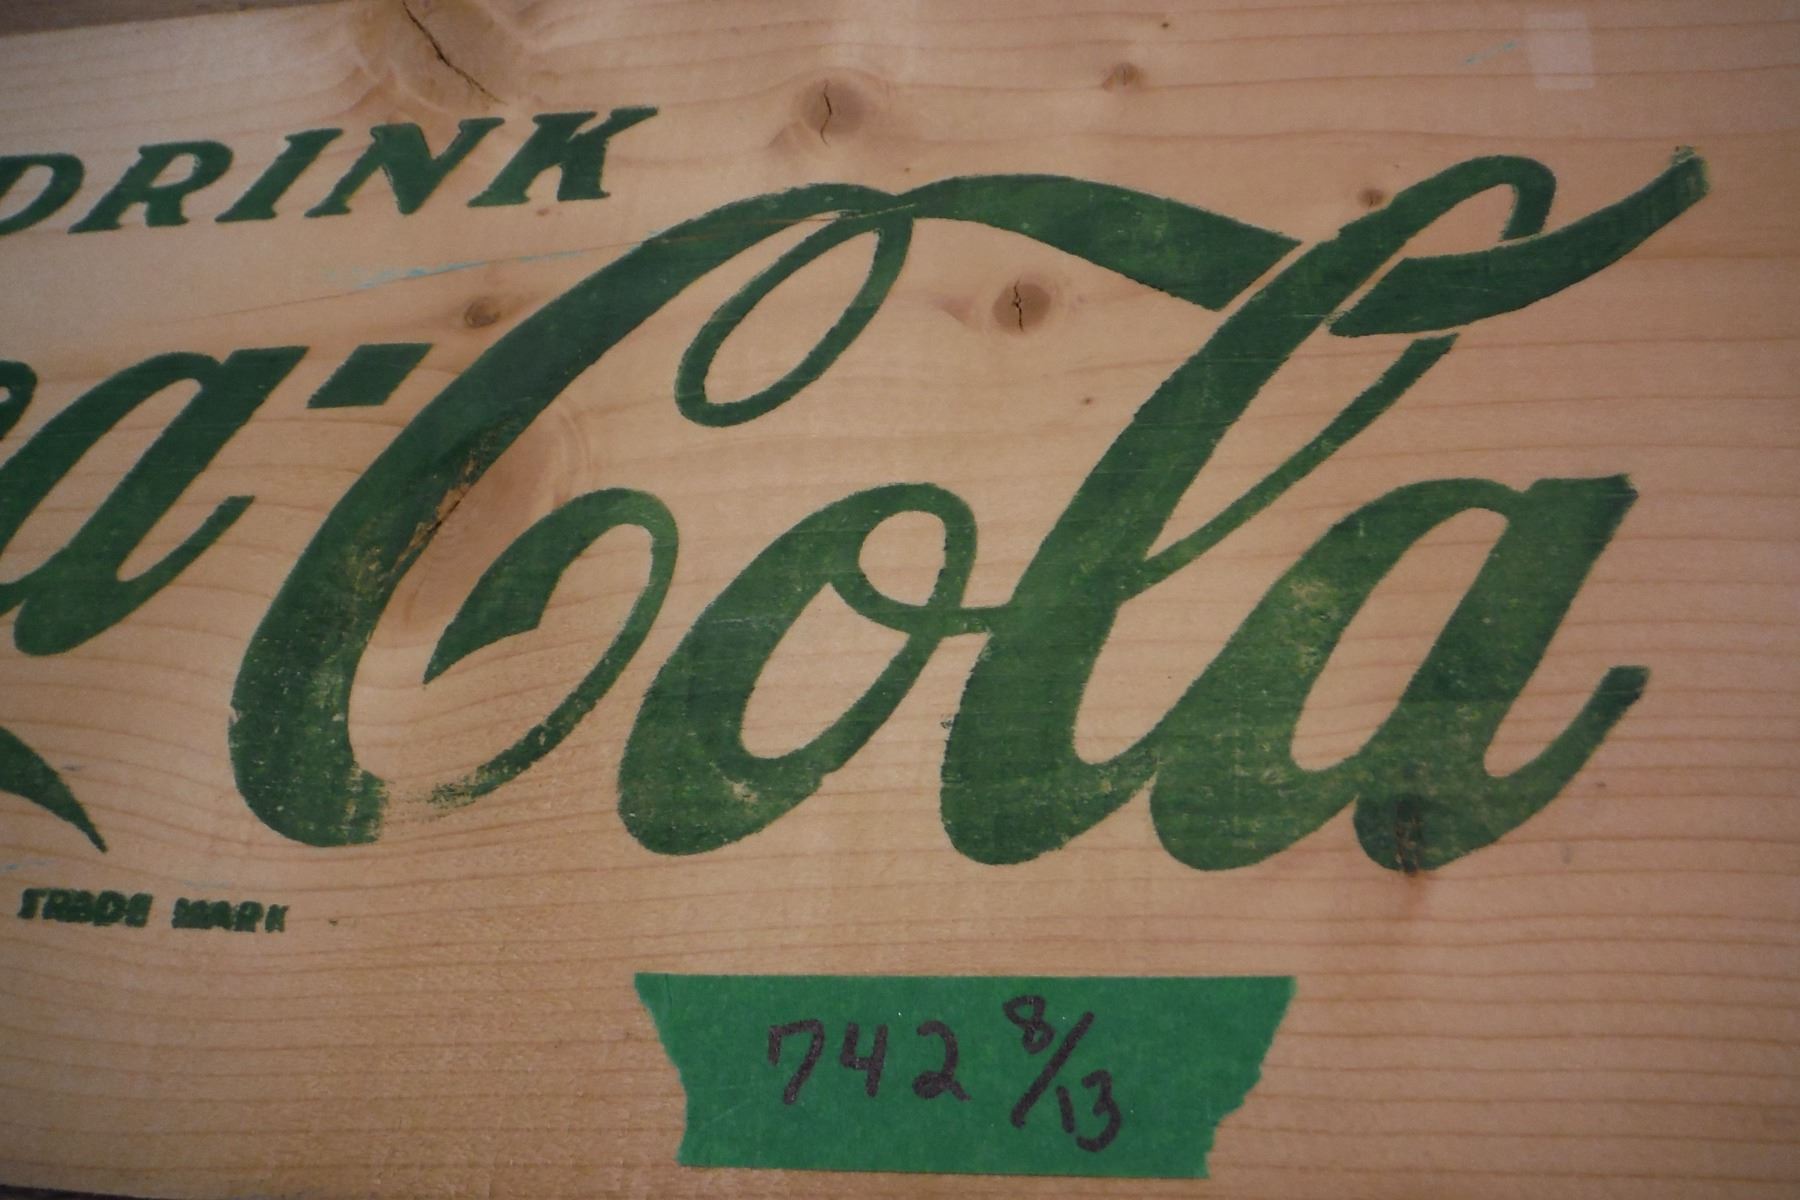 DRINK
a-Cola
TRADE MARK
742 8/13